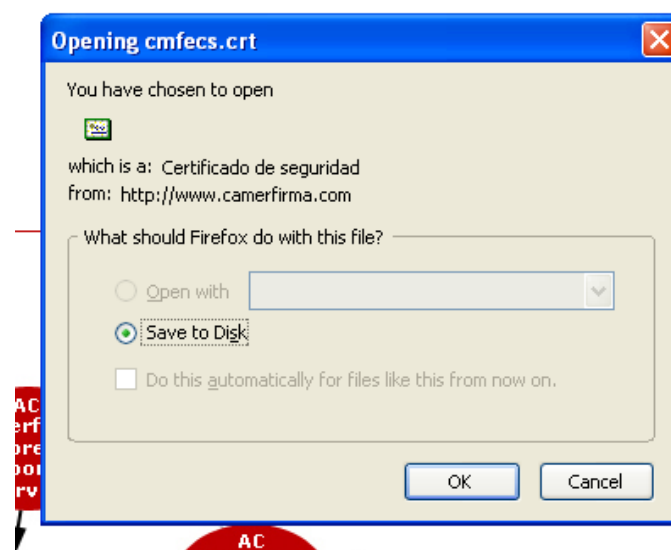 Opening cmfecs.crt
You have chosen to open
which is a: Certificado de seguridad
from: http://www.camerfirma.com
What should Firefox do with this file?
Open with
Save to Disk
Do this automatically for files like this from now on.
OK
Cancel
AC
AC